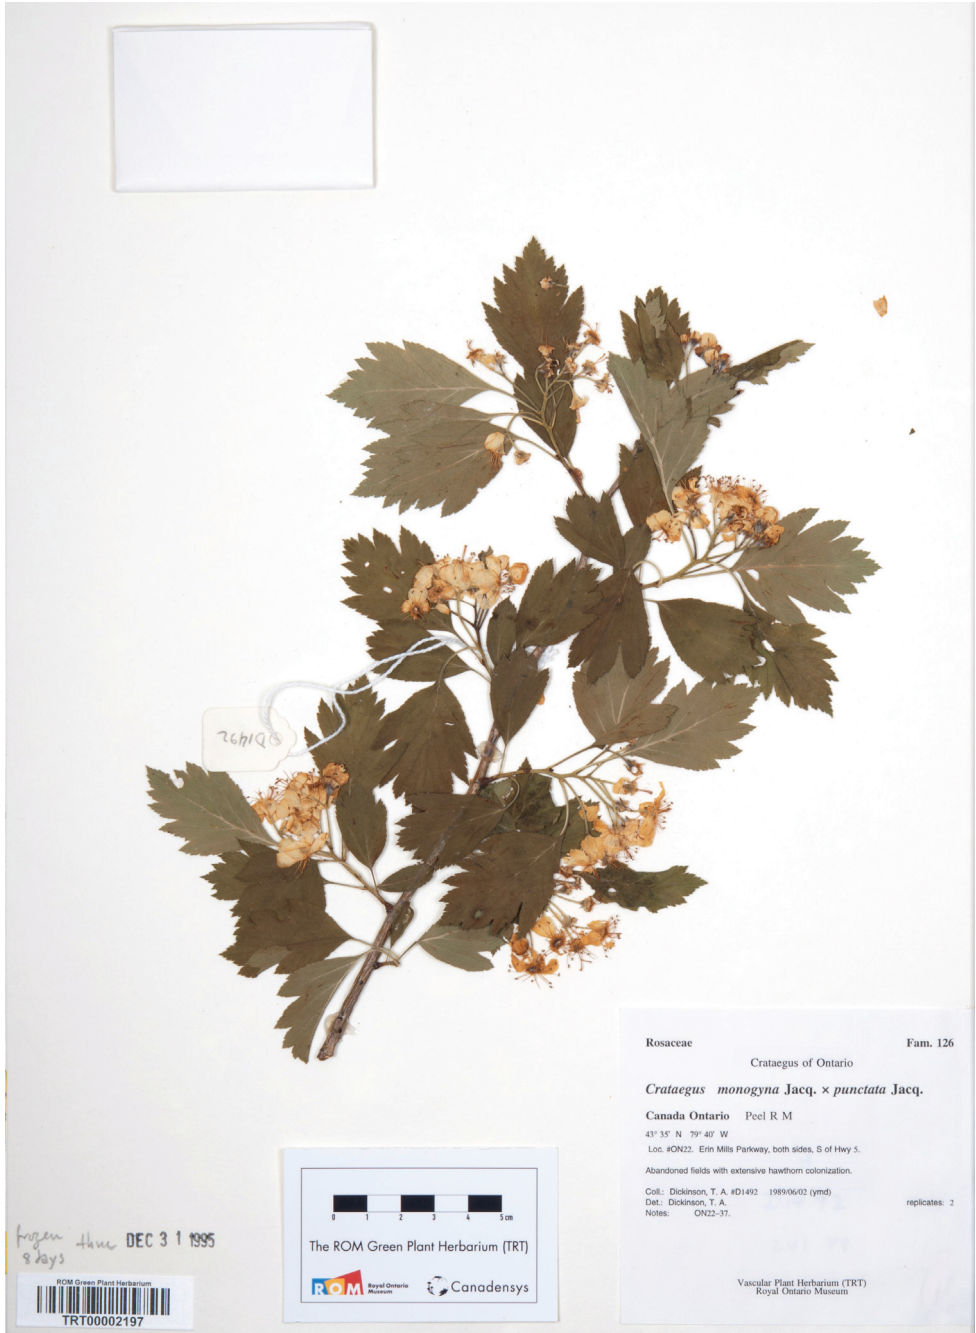 D1492
Rosaceae Fam. 126
Crataegus of Ontario
Crataegus monogyna Jacq. × punctata Jacq.
Canada Ontario Peel R M
43° 35' N 79° 40' W
Loc. #ON22. Erin Mills Parkway, both sides, S of Hwy 5.
Abandoned fields with extensive hawthorn colonization.
Coll.: Dickinson, T. A. #D1492 1989/06/02 (ymd)
Det.: Dickinson, T. A. replicates: 2
Notes: ON22-37.
Vascular Plant Herbarium (TRT)
Royal Ontario Museum
0 1 2 3 4 5 cm
The ROM Green Plant Herbarium (TRT)
ROM Royal Ontario Museum Canadensys
frozen thru DEC 31 1995
8 days
ROM Green Plant Herbarium
TRT00002197